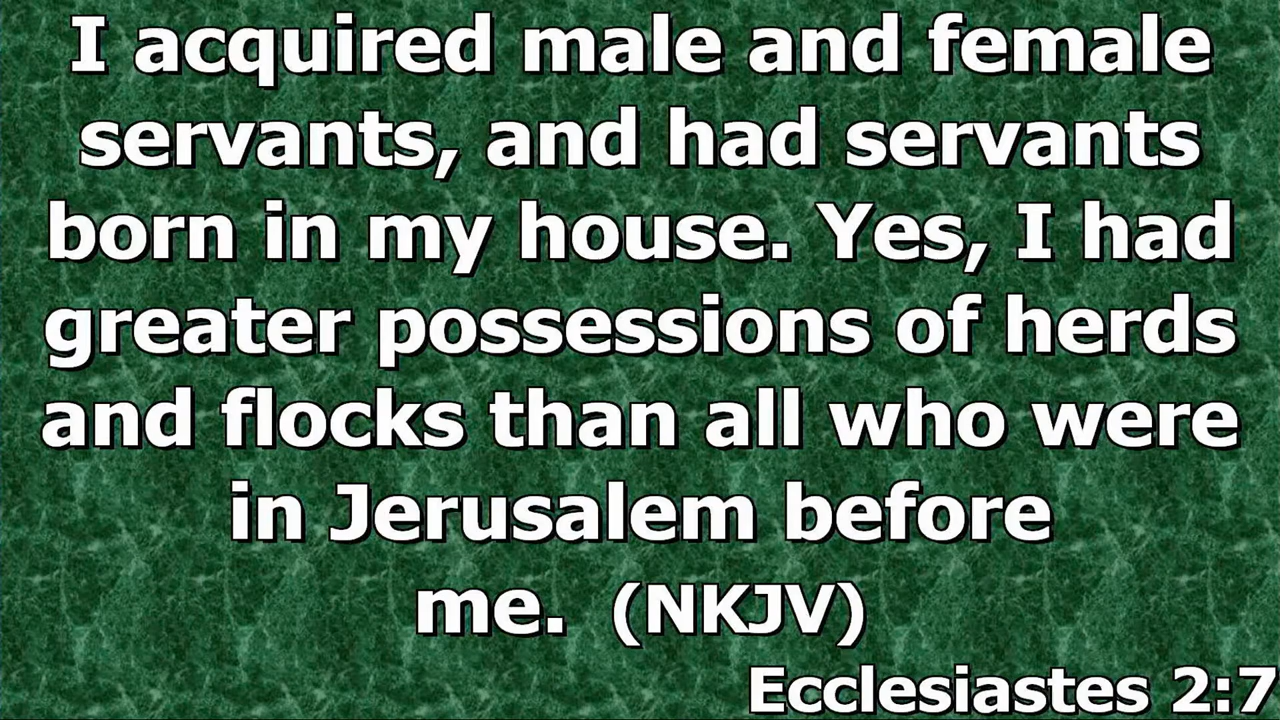 I acquired male and female
servants, and had servants
born in my house. Yes, I had
greater possessions of herds
and flocks than all who were
in Jerusalem before
me. (NKJV)
Ecclesiastes 2:7